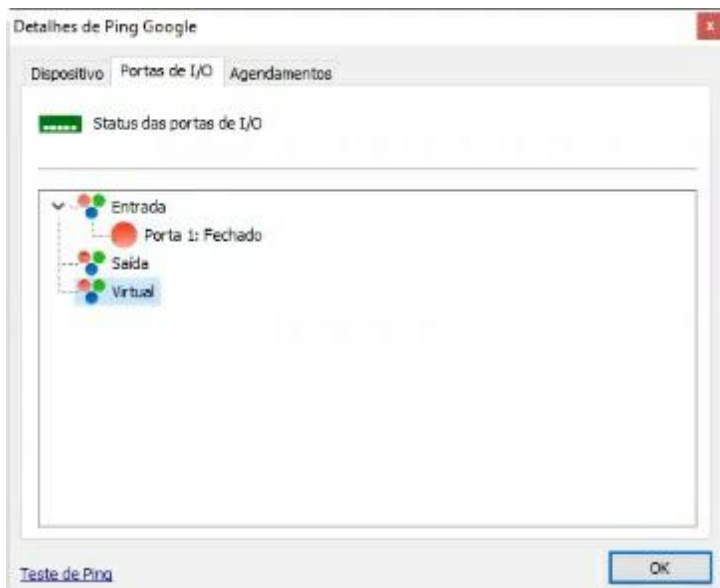 Detalhes de Ping Google
x
Dispositivo Portas de I/O Agendamentos
Status das portas de I/O
Entrada
Porta 1: Fechado
Saída
Virtual
Teste de Ping
OK